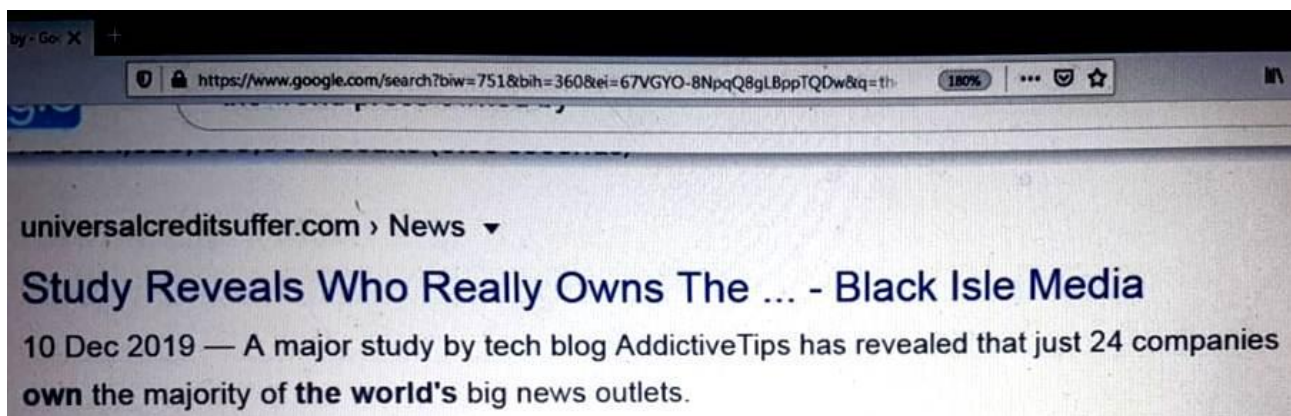 by - Go
https://www.google.com/search?biw=751&bih=360&ei=67VGYO-8NpqQ8gLBppTQDw&q=th 180%
universalcreditsuffer.com › News
Study Reveals Who Really Owns The ... - Black Isle Media
10 Dec 2019 — A major study by tech blog AddictiveTips has revealed that just 24 companies
own the majority of the world's big news outlets.